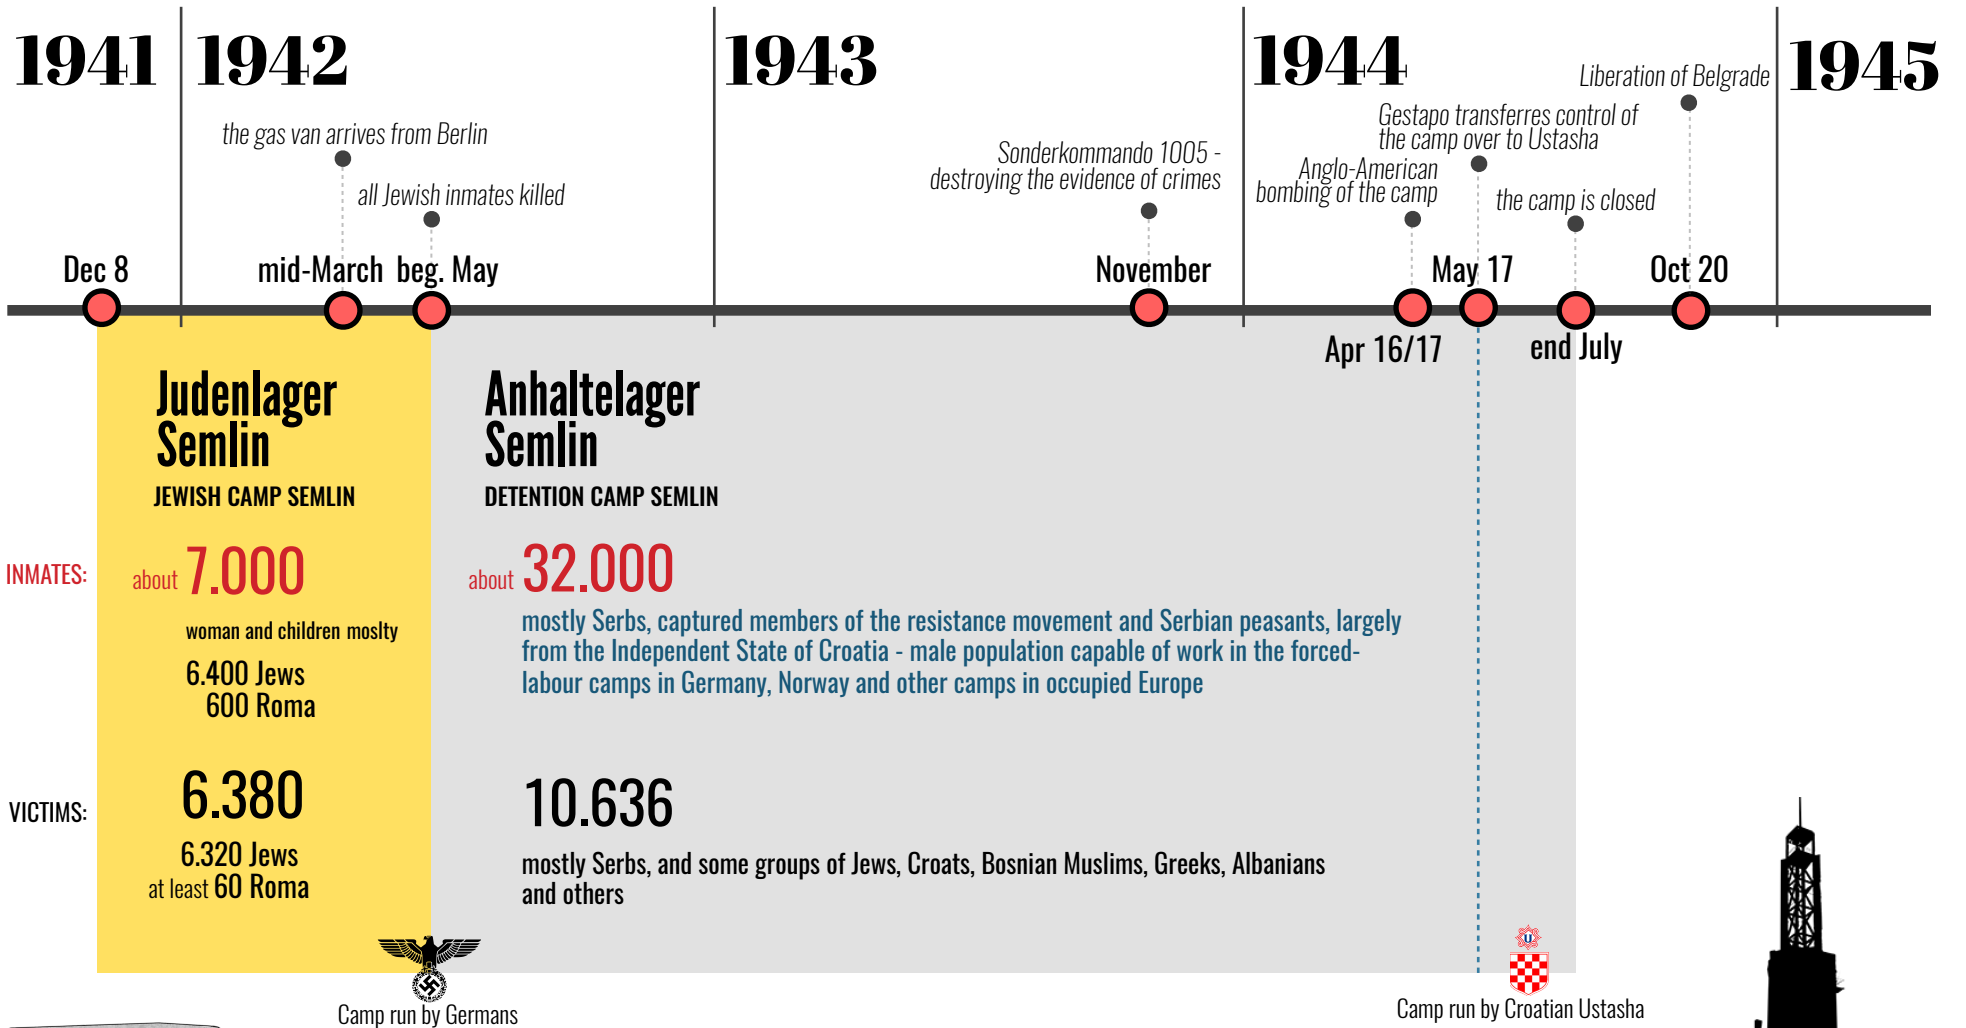 1941
1942
1943
1944
1945
Liberation of Belgrade
the gas van arrives from Berlin
all Jewish inmates killed
Sonderkommando 1005 -
destroying the evidence of crimes
Anglo-American
bombing of the camp
Gestapo transferres control of
the camp over to Ustasha
the camp is closed
Dec 8
mid-March
beg. May
November
May 17
Oct 20
Apr 16/17
end July
Judenlager
Semlin
JEWISH CAMP SEMLIN
Anhaltelager
Semlin
DETENTION CAMP SEMLIN
INMATES:
about 7.000
woman and children moslty
6.400 Jews
600 Roma
about 32.000
mostly Serbs, captured members of the resistance movement and Serbian peasants, largely
from the Independent State of Croatia - male population capable of work in the forced-
labour camps in Germany, Norway and other camps in occupied Europe
VICTIMS:
6.380
6.320 Jews
at least 60 Roma
10.636
mostly Serbs, and some groups of Jews, Croats, Bosnian Muslims, Greeks, Albanians
and others
U
Camp run by Germans
Camp run by Croatian Ustasha